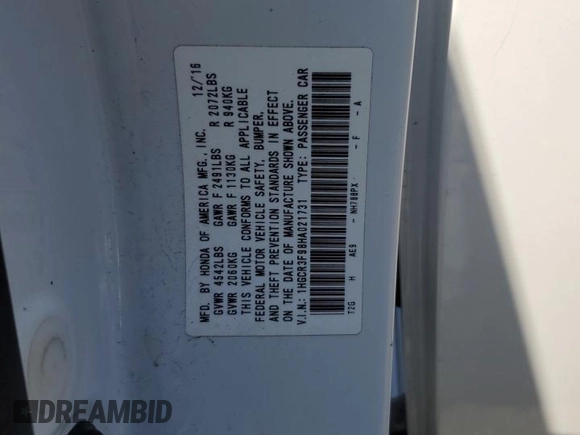 MFD. BY HONDA OF AMERICA MFG., INC. 12/16
GVWR 4542LBS GAWR F 2491LBS R 2072LBS
GVWR 2060KG GAWR F 1130KG R 940KG
THIS VEHICLE CONFORMS TO ALL APPLICABLE
FEDERAL MOTOR VEHICLE SAFETY, BUMPER,
AND THEFT PREVENTION STANDARDS IN EFFECT
ON THE DATE OF MANUFACTURE SHOWN ABOVE.
V.I.N.: 1HGCR3F98HA021731 TYPE: PASSENGER CAR
T2G H AE9 - NH788PX - F - A
DREAMBID